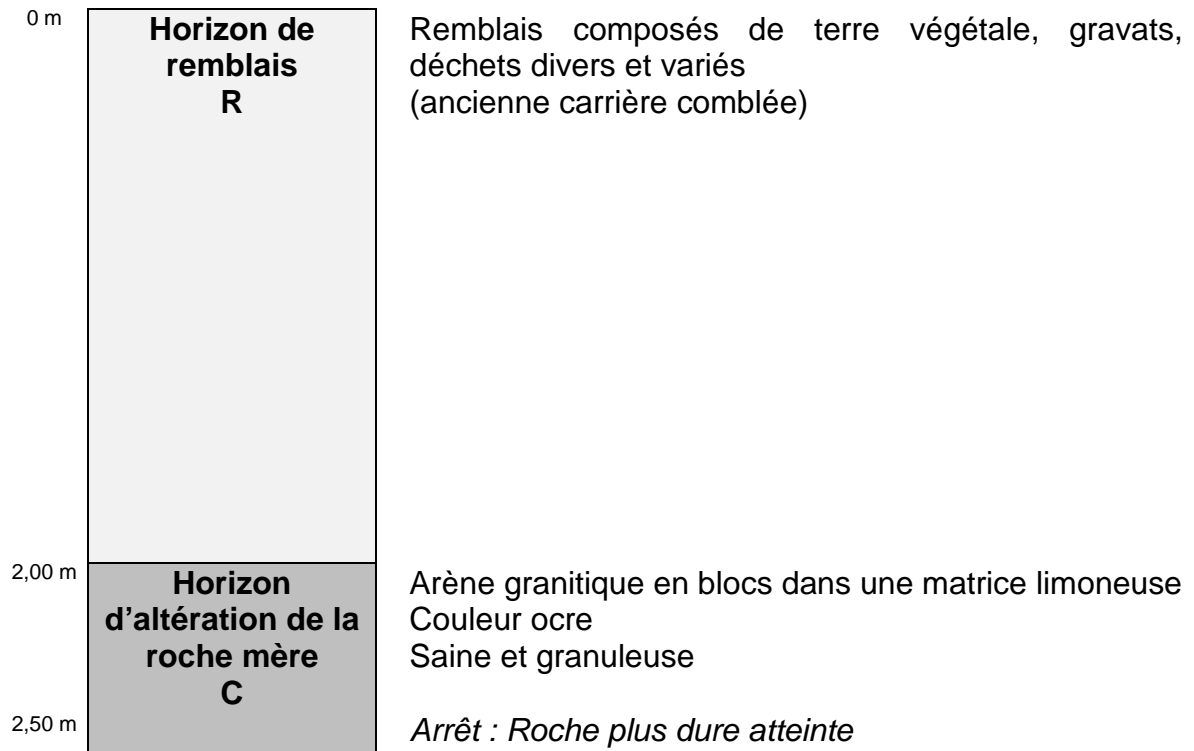 0 m
Horizon de
remblais
R
Remblais composés de terre végétale, gravats,
déchets divers et variés
(ancienne carrière comblée)
2,00 m
Horizon
d’altération de la
roche mère
C
Arène granitique en blocs dans une matrice limoneuse
Couleur ocre
Saine et granuleuse
2,50 m
Arrêt : Roche plus dure atteinte